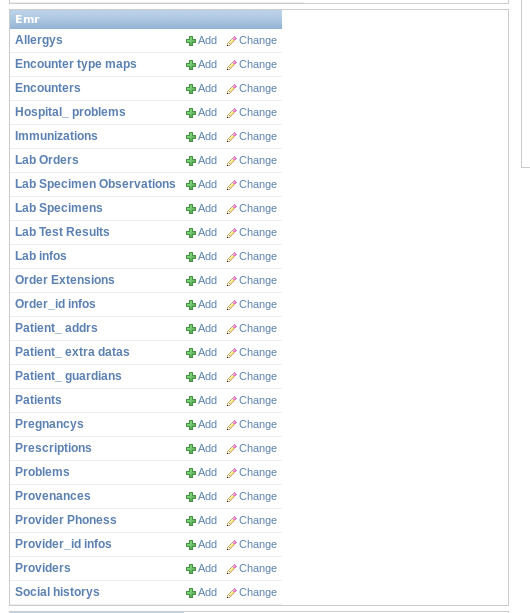 Emr
Allergys Add Change
Encounter type maps Add Change
Encounters Add Change
Hospital_ problems Add Change
Immunizations Add Change
Lab Orders Add Change
Lab Specimen Observations Add Change
Lab Specimens Add Change
Lab Test Results Add Change
Lab infos Add Change
Order Extensions Add Change
Order_id infos Add Change
Patient_ addrs Add Change
Patient_ extra datas Add Change
Patient_ guardians Add Change
Patients Add Change
Pregnancys Add Change
Prescriptions Add Change
Problems Add Change
Provenances Add Change
Provider Phoness Add Change
Provider_id infos Add Change
Providers Add Change
Social historys Add Change